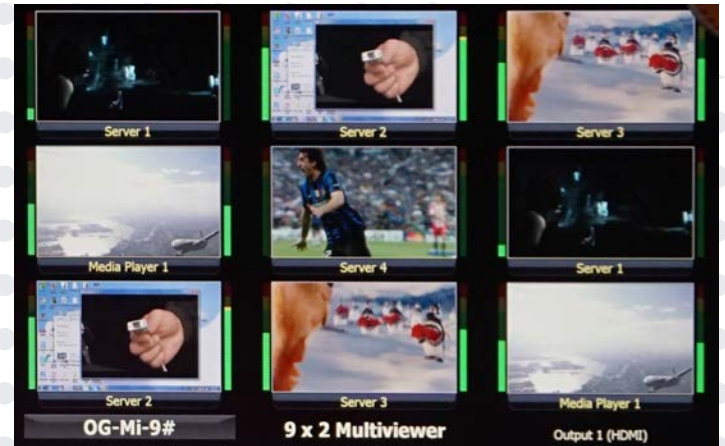 Server 1
Server 2
Server 3
Media Player 1
Server 4
Server 1
Server 2
Server 3
Media Player 1
OG-Mi-9#
9 x 2 Multiviewer
Output 1 (HDMI)